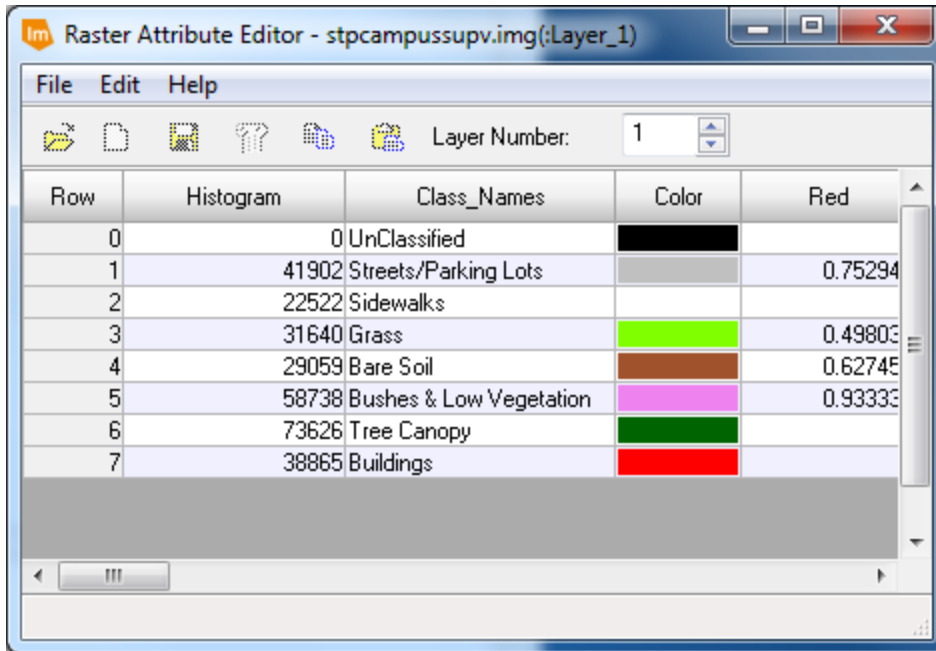 Im Raster Attribute Editor - stpcampussupv.img(:Layer_1)
File Edit Help
Layer Number: 1
Row Histogram Class_Names Color Red
0 0 UnClassified
1 41902 Streets/Parking Lots 0.75294
2 22522 Sidewalks
3 31640 Grass 0.49803
4 29059 Bare Soil 0.62745
5 58738 Bushes & Low Vegetation 0.93333
6 73626 Tree Canopy
7 38865 Buildings